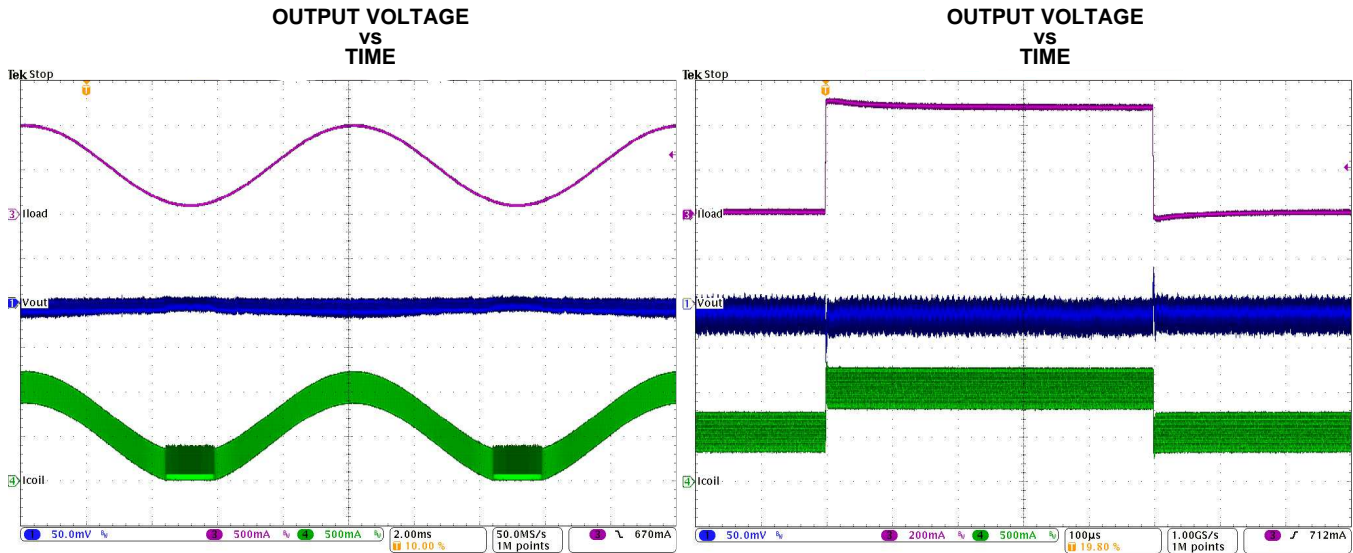 OUTPUT VOLTAGE
vs
TIME
Tek Stop
T
3 Iload
1 Vout
4 Icoil
1 50.0mV
3 500mA
4 500mA
2.00ms
T 10.00 %
50.0MS/s
1M points
3 670mA
OUTPUT VOLTAGE
vs
TIME
Tek Stop
T
3 Iload
1 Vout
4 Icoil
1 50.0mV
3 200mA
4 500mA
100µs
T 19.80 %
1.00GS/s
1M points
3 712mA